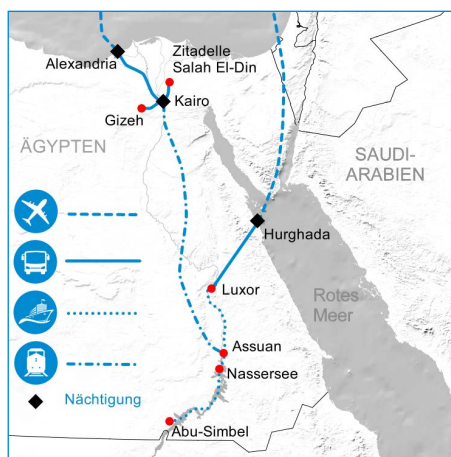 Zitadelle
Salah El-Din
Alexandria
Kairo
Gizeh
ÄGYPTEN
SAUDI-
ARABIEN
Hurghada
Luxor
Rotes
Meer
Assuan
Nassersee
Nächtigung
Abu-Simbel